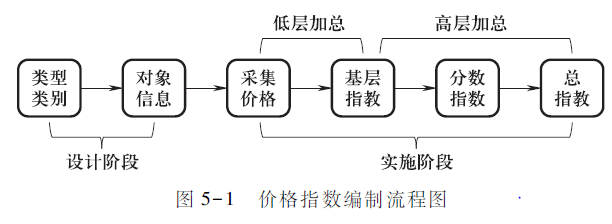 低层加总
高层加总
类型
类别
对象
信息
采集
价格
基层
指教
分数
指数
总
指教
设计阶段
实施阶段
图 5-1 价格指数编制流程图